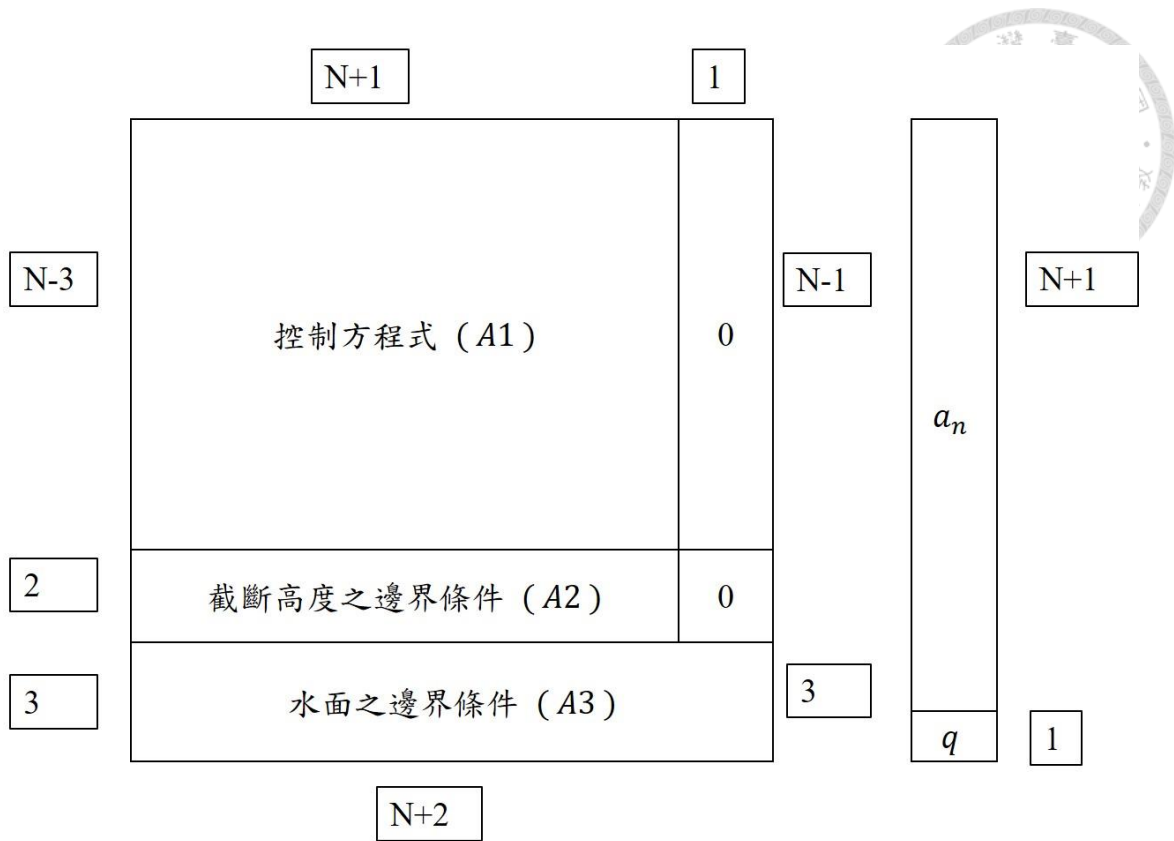 N+1
1
N-3
控制方程式 (A1)
0
N-1
a_n
N+1
2
截斷高度之邊界條件 (A2)
0
3
水面之邊界條件 (A3)
3
q
1
N+2